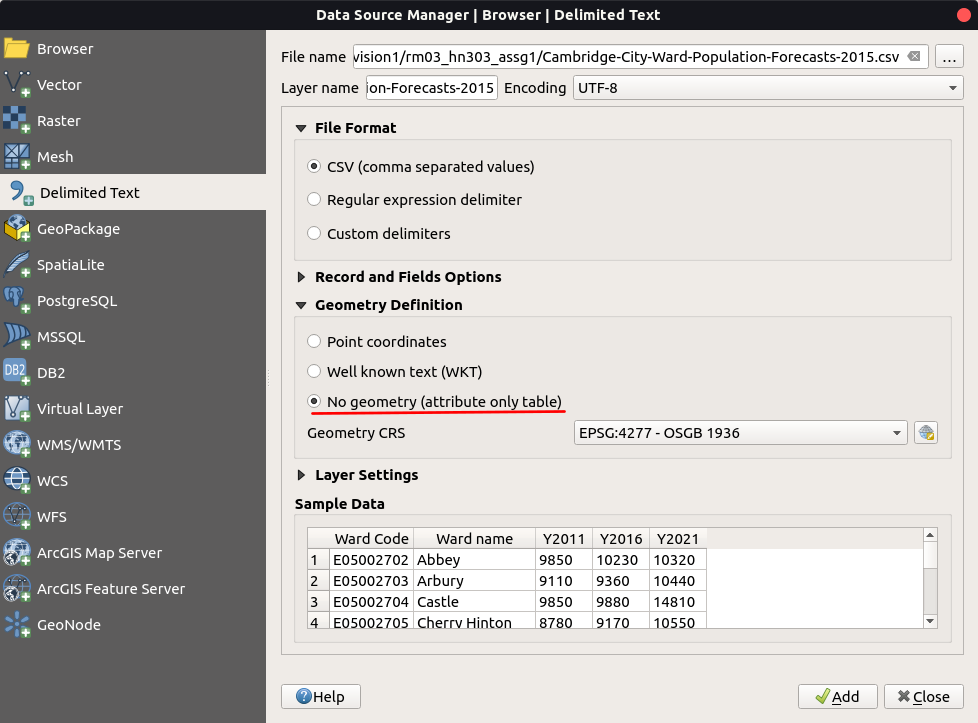 Data Source Manager | Browser | Delimited Text
Browser
Vector
Raster
Mesh
Delimited Text
GeoPackage
SpatiaLite
PostgreSQL
MSSQL
DB2 DB2
Virtual Layer
WMS/WMTS
WCS
WFS
ArcGIS Map Server
ArcGIS Feature Server
GeoNode
File name vision1/rm03_hn303_assg1/Cambridge-City-Ward-Population-Forecasts-2015.csv ...
Layer name ion-Forecasts-2015 Encoding UTF-8
File Format
CSV (comma separated values)
Regular expression delimiter
Custom delimiters
Record and Fields Options
Geometry Definition
Point coordinates
Well known text (WKT)
No geometry (attribute only table)
Geometry CRS EPSG:4277 - OSGB 1936
Layer Settings
Sample Data
Ward Code Ward name Y2011 Y2016 Y2021
1 E05002702 Abbey 9850 10230 10320
2 E05002703 Arbury 9110 9360 10440
3 E05002704 Castle 9850 9880 14810
4 E05002705 Cherry Hinton 8780 9170 10550
Help Add Close